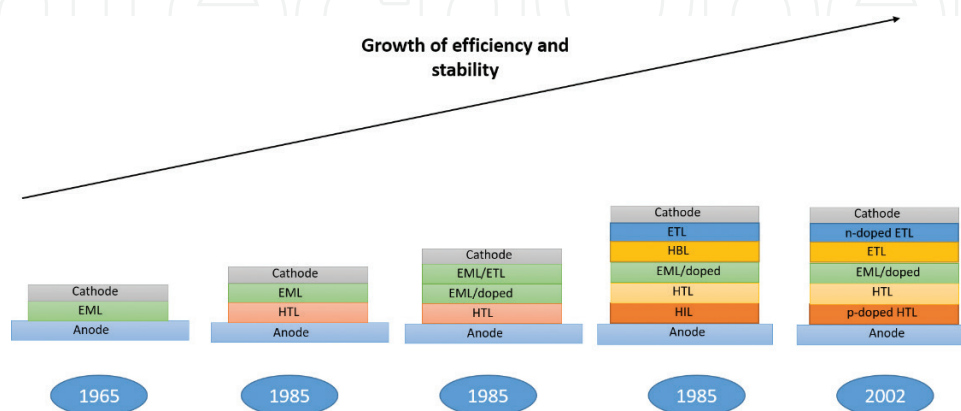 Growth of efficiency and
stability
Cathode
EML
Anode
1965
Cathode
EML
HTL
Anode
1985
Cathode
EML/ETL
EML/doped
HTL
Anode
1985
Cathode
ETL
HBL
EML/doped
HTL
HIL
Anode
1985
Cathode
n-doped ETL
ETL
EML/doped
HTL
p-doped HTL
Anode
2002